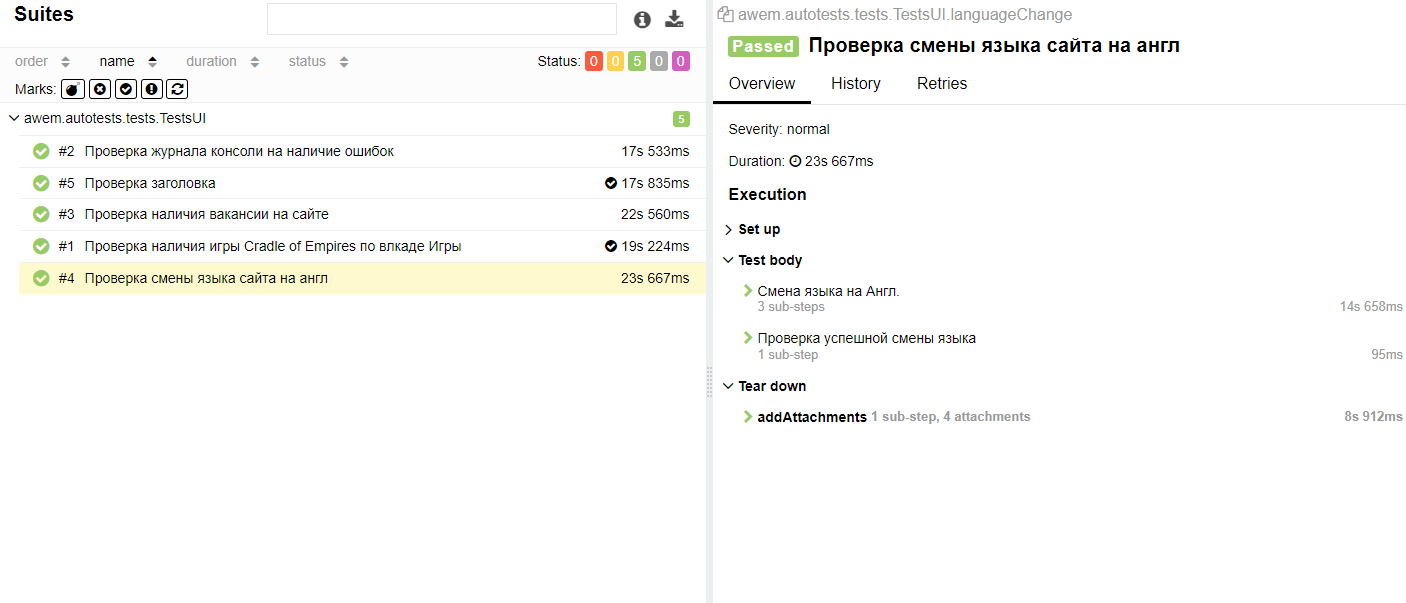 Suites
order name duration status Status: 0 0 5 0 0
Marks:
awem.autotests.tests.TestsUI 5
#2 Проверка журнала консоли на наличие ошибок 17s 533ms
#5 Проверка заголовка 17s 835ms
#3 Проверка наличия вакансии на сайте 22s 560ms
#1 Проверка наличия игры Cradle of Empires по влкаде Игры 19s 224ms
#4 Проверка смены языка сайта на англ 23s 667ms
awem.autotests.tests.TestsUI.languageChange
Passed Проверка смены языка сайта на англ
Overview History Retries
Severity: normal
Duration: 23s 667ms
Execution
Set up
Test body
Смена языка на Англ.
3 sub-steps 14s 658ms
Проверка успешной смены языка
1 sub-step 95ms
Tear down
addAttachments 1 sub-step, 4 attachments 8s 912ms